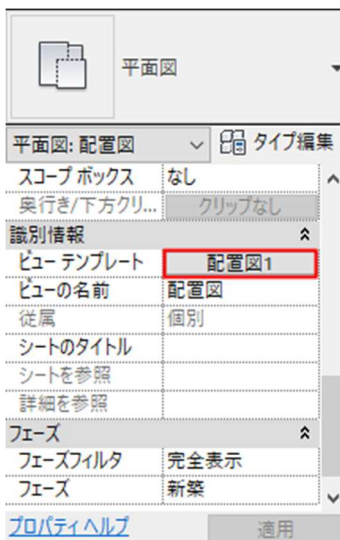 平面図
平面図: 配置図 タイプ編集
スコープ ボックス なし
奥行き/下方クリ... クリップなし
識別情報
ビュー テンプレート 配置図1
ビューの名前 配置図
従属 個別
シートのタイトル
シートを参照
詳細を参照
フェーズ
フェーズフィルタ 完全表示
フェーズ 新築
プロパティ ヘルプ 適用